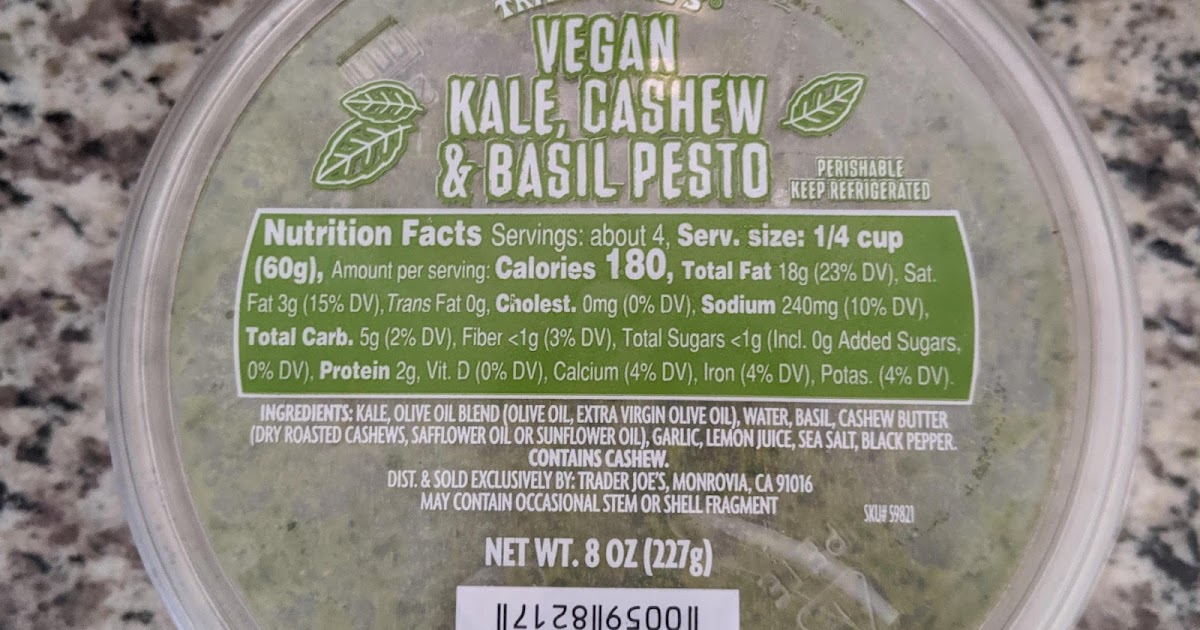 VEGAN
KALE, CASHEW
& BASIL PESTO
PERISHABLE
KEEP REFRIGERATED
Nutrition Facts Servings: about 4, Serv. size: 1/4 cup
(60g), Amount per serving: Calories 180, Total Fat 18g (23% DV), Sat.
Fat 3g (15% DV), Trans Fat 0g, Cholest. 0mg (0% DV), Sodium 240mg (10% DV),
Total Carb. 5g (2% DV), Fiber <1g (3% DV), Total Sugars <1g (Incl. 0g Added Sugars,
0% DV), Protein 2g, Vit. D (0% DV), Calcium (4% DV), Iron (4% DV), Potas. (4% DV).
INGREDIENTS: KALE, OLIVE OIL BLEND (OLIVE OIL, EXTRA VIRGIN OLIVE OIL), WATER, BASIL, CASHEW BUTTER
(DRY ROASTED CASHEWS, SAFFLOWER OIL OR SUNFLOWER OIL), GARLIC, LEMON JUICE, SEA SALT, BLACK PEPPER.
CONTAINS CASHEW.
DIST. & SOLD EXCLUSIVELY BY: TRADER JOE'S, MONROVIA, CA 91016
MAY CONTAIN OCCASIONAL STEM OR SHELL FRAGMENT
SKU# 59821
NET WT. 8 OZ (227g)
00598217